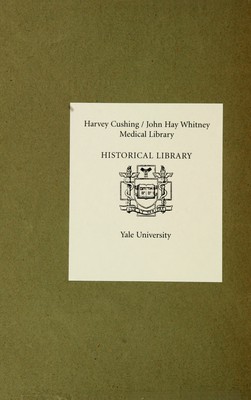 Harvey Cushing / John Hay Whitney
Medical Library
HISTORICAL LIBRARY
Yale University